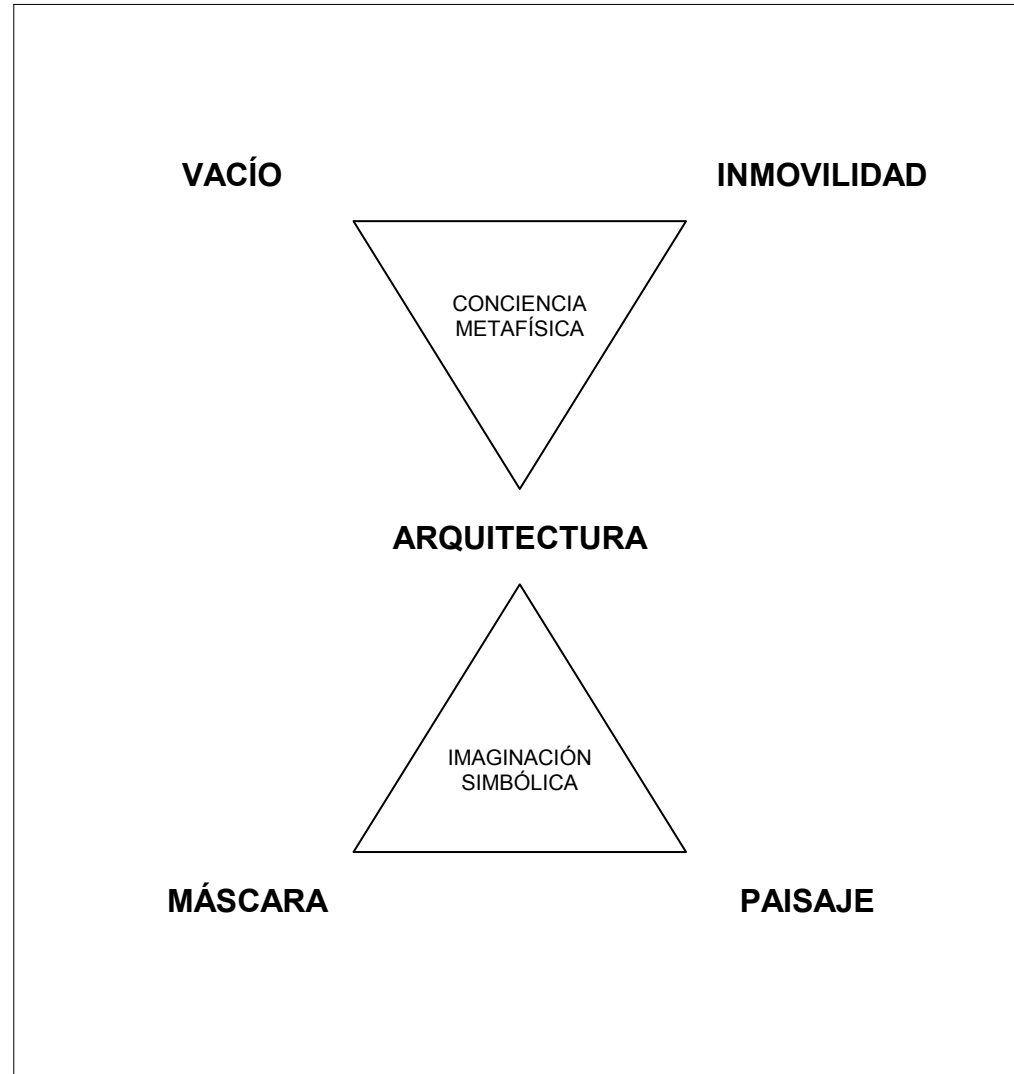 VACÍO
INMOVILIDAD
CONCIENCIA
METAFÍSICA
ARQUITECTURA
IMAGINACIÓN
SIMBÓLICA
MÁSCARA
PAISAJE